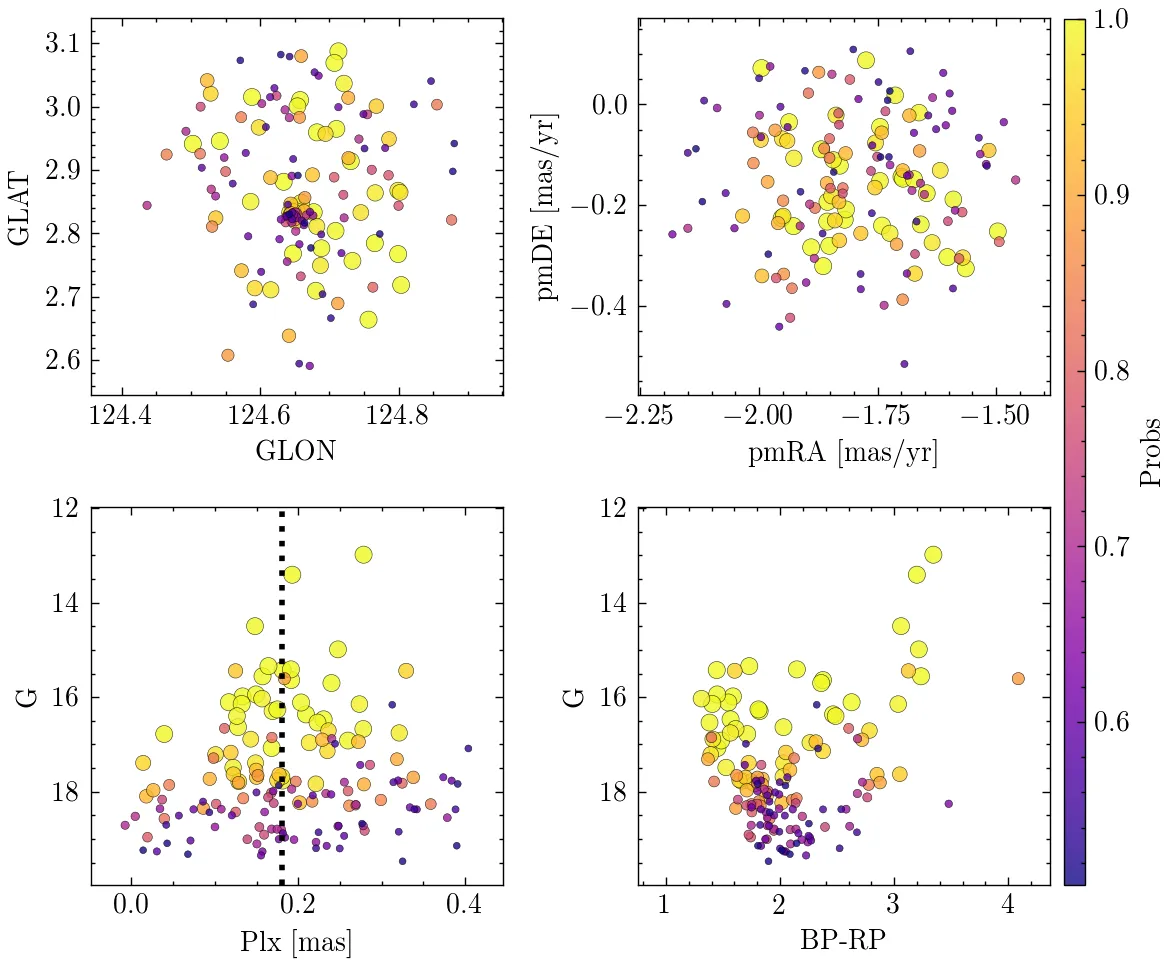 3.1
3.0
2.9
2.8
2.7
2.6
GLAT
124.4 124.6 124.8
GLON
0.0
−0.2
−0.4
pmDE [mas/yr]
−2.25 −2.00 −1.75 −1.50
pmRA [mas/yr]
12
14
16
18
G
0.0 0.2 0.4
Plx [mas]
12
14
16
18
G
1 2 3 4
BP-RP
1.0
0.9
0.8
0.7
0.6
Probs